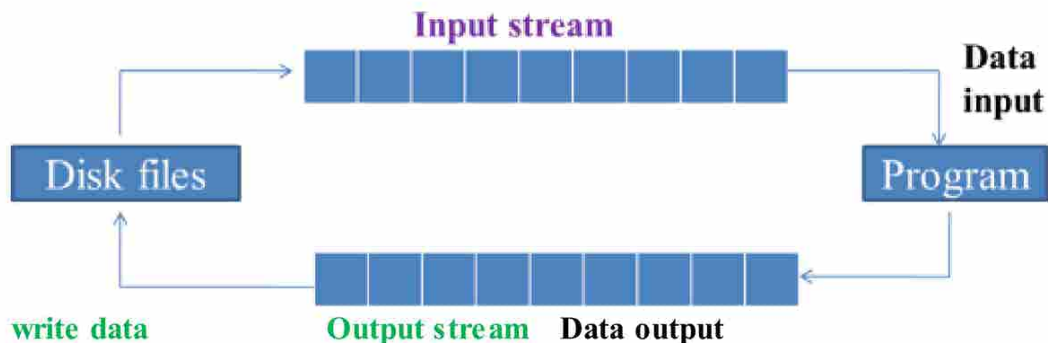 Input stream
Data
input
Disk files
Program
write data
Output stream
Data output